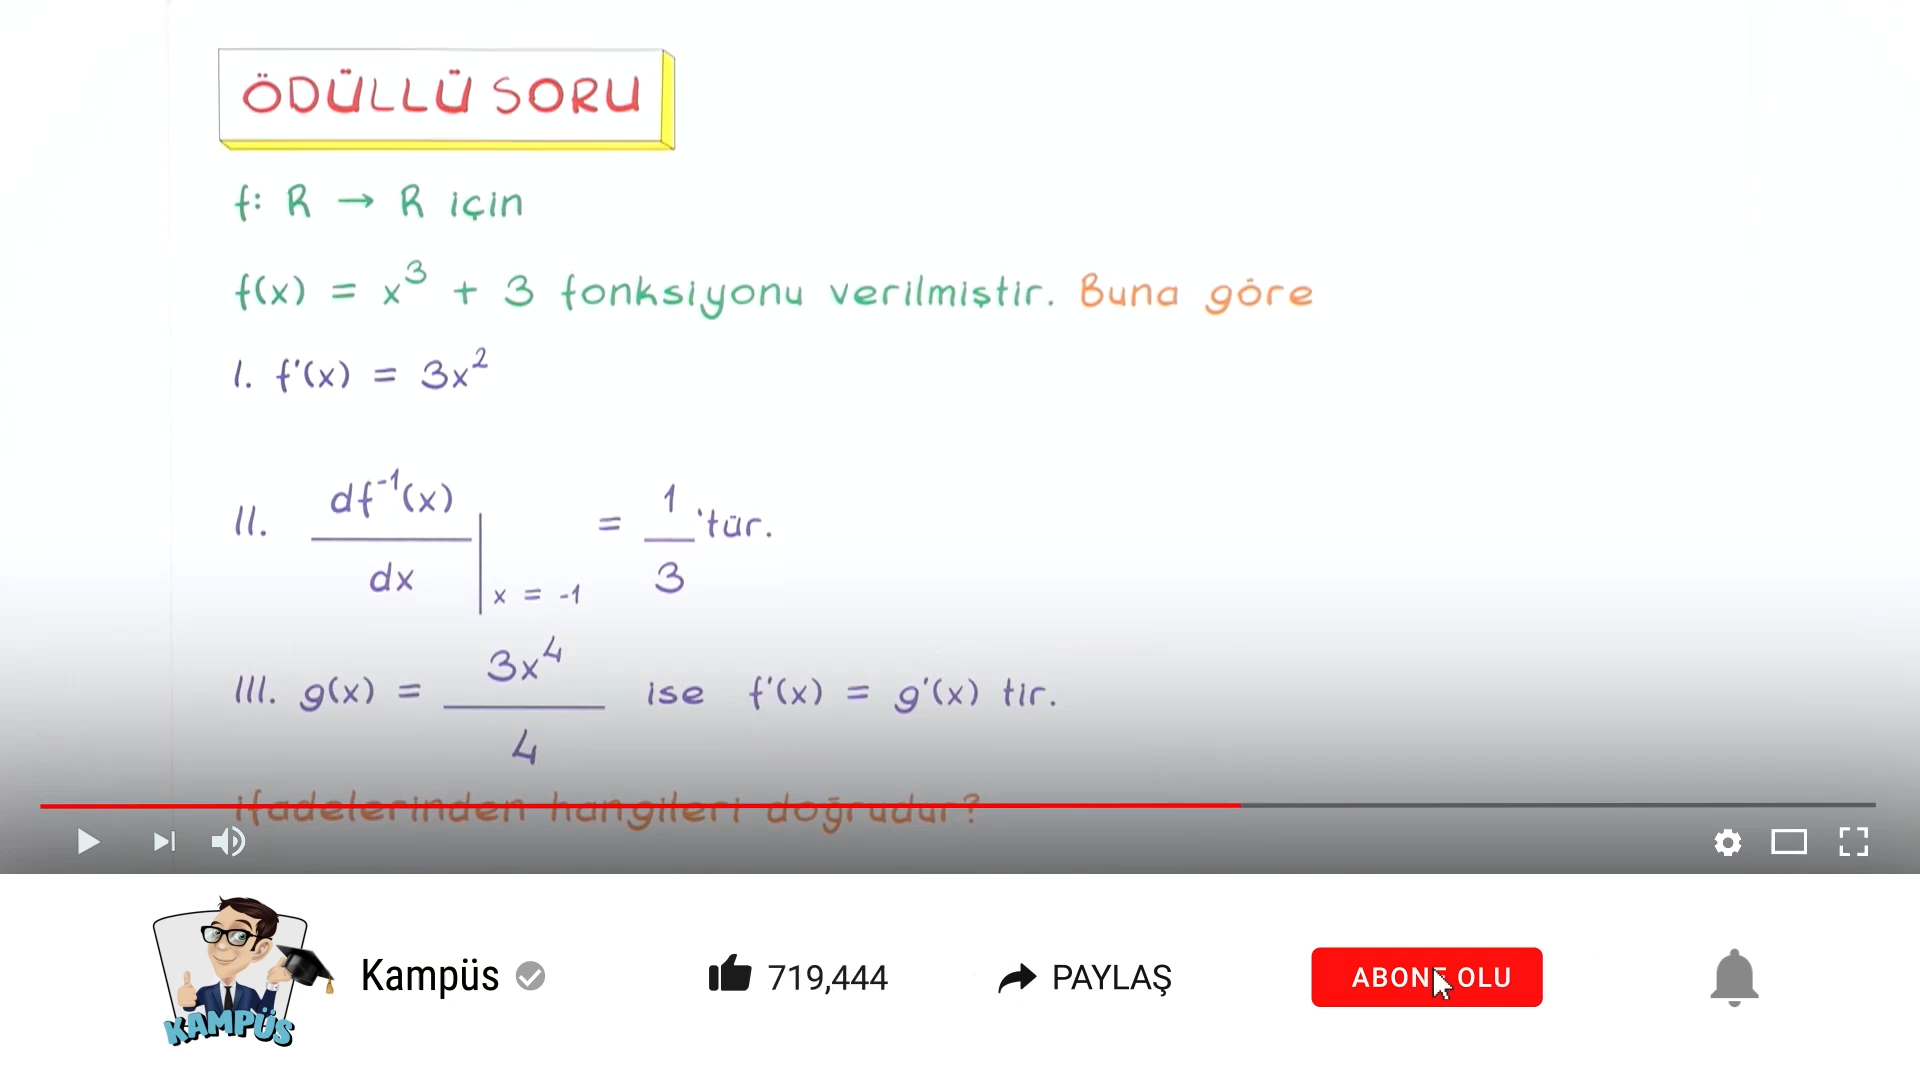 ÖDÜLLÜ SORU
f: R → R için
f(x) = x³ + 3 fonksiyonu verilmiştir. Buna göre
I. f'(x) = 3x²
II. df⁻¹(x)/dx |x = -1 = 1/3 'tür.
III. g(x) = 3x⁴/4 ise f'(x) = g'(x) tir.
ifadelerinden hangileri doğrudur?
KAMPÜS
Kampüs
719,444
PAYLAŞ
ABONE OLU